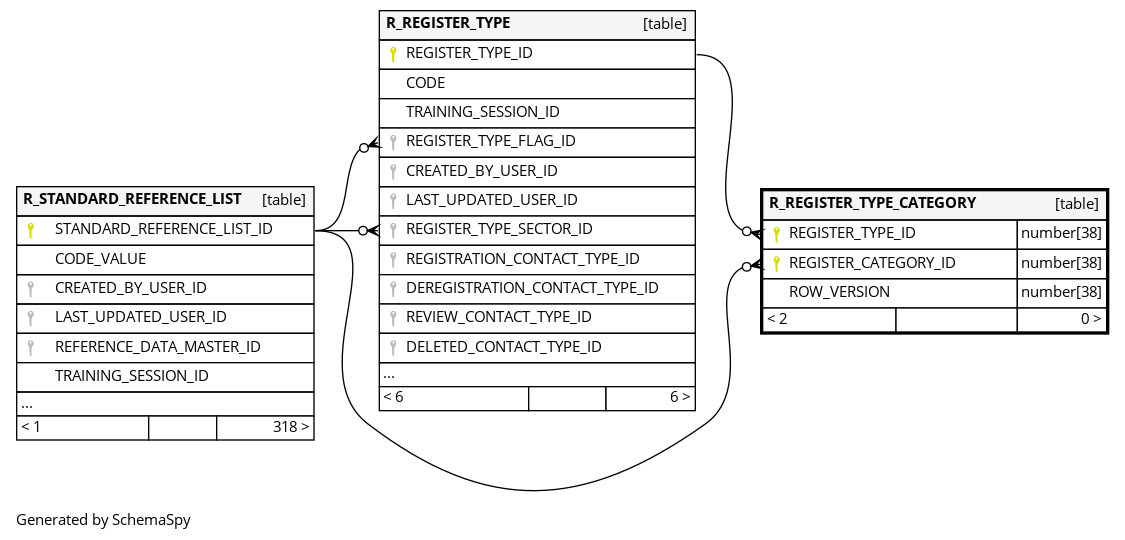 R_REGISTER_TYPE [table]
REGISTER_TYPE_ID
CODE
TRAINING_SESSION_ID
REGISTER_TYPE_FLAG_ID
CREATED_BY_USER_ID
LAST_UPDATED_USER_ID
REGISTER_TYPE_SECTOR_ID
REGISTRATION_CONTACT_TYPE_ID
DEREGISTRATION_CONTACT_TYPE_ID
REVIEW_CONTACT_TYPE_ID
DELETED_CONTACT_TYPE_ID
...
< 6 6 >
R_STANDARD_REFERENCE_LIST [table]
STANDARD_REFERENCE_LIST_ID
CODE_VALUE
CREATED_BY_USER_ID
LAST_UPDATED_USER_ID
REFERENCE_DATA_MASTER_ID
TRAINING_SESSION_ID
...
< 1 318 >
R_REGISTER_TYPE_CATEGORY [table]
REGISTER_TYPE_ID number[38]
REGISTER_CATEGORY_ID number[38]
ROW_VERSION number[38]
< 2 0 >
Generated by SchemaSpy